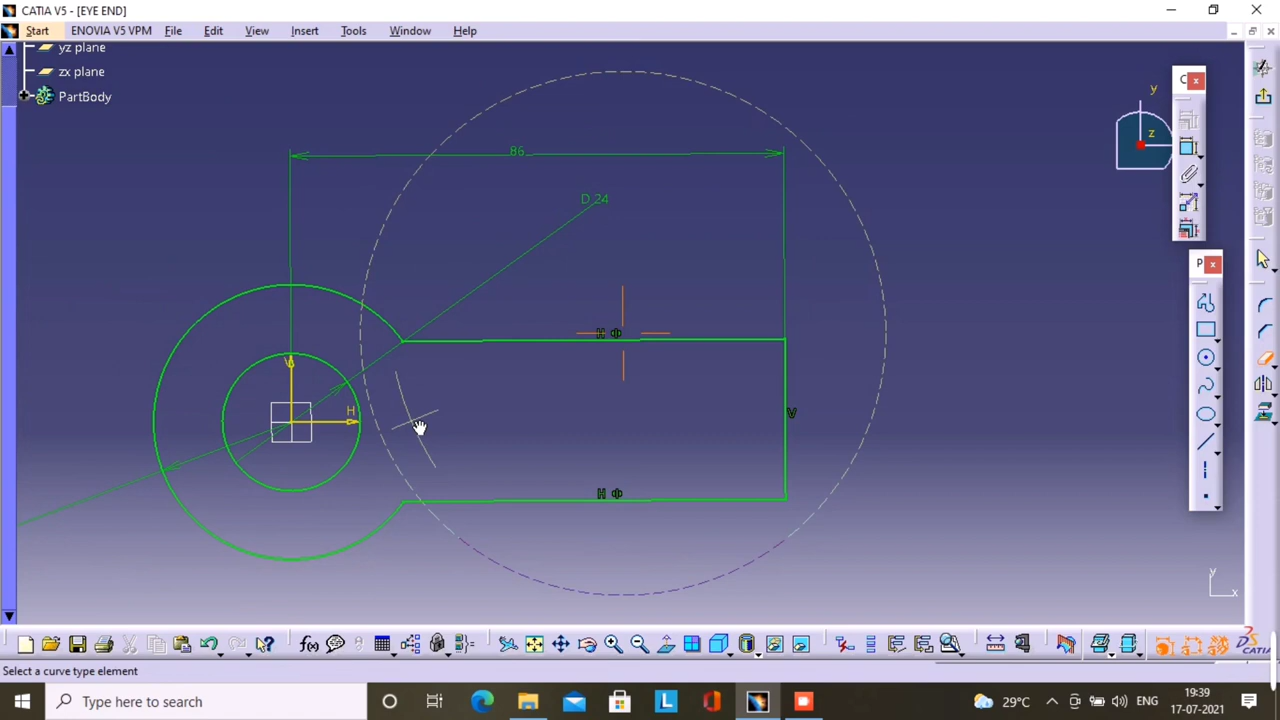 CATIA V5 - [EYE END]
Start ENOVIA V5 VPM File Edit View Insert Tools Window Help
yz plane
zx plane
PartBody
C
y
z
86
D 24
P
H
V
H
V
H
y
x
f(x)
CATIA
Select a curve type element
Type here to search
L
29°C
ENG
19:39
17-07-2021